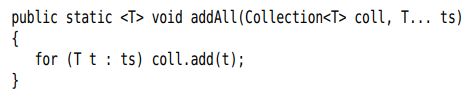 public static <T> void addAll(Collection<T> coll, T... ts)
{
for (T t : ts) coll.add(t);
}